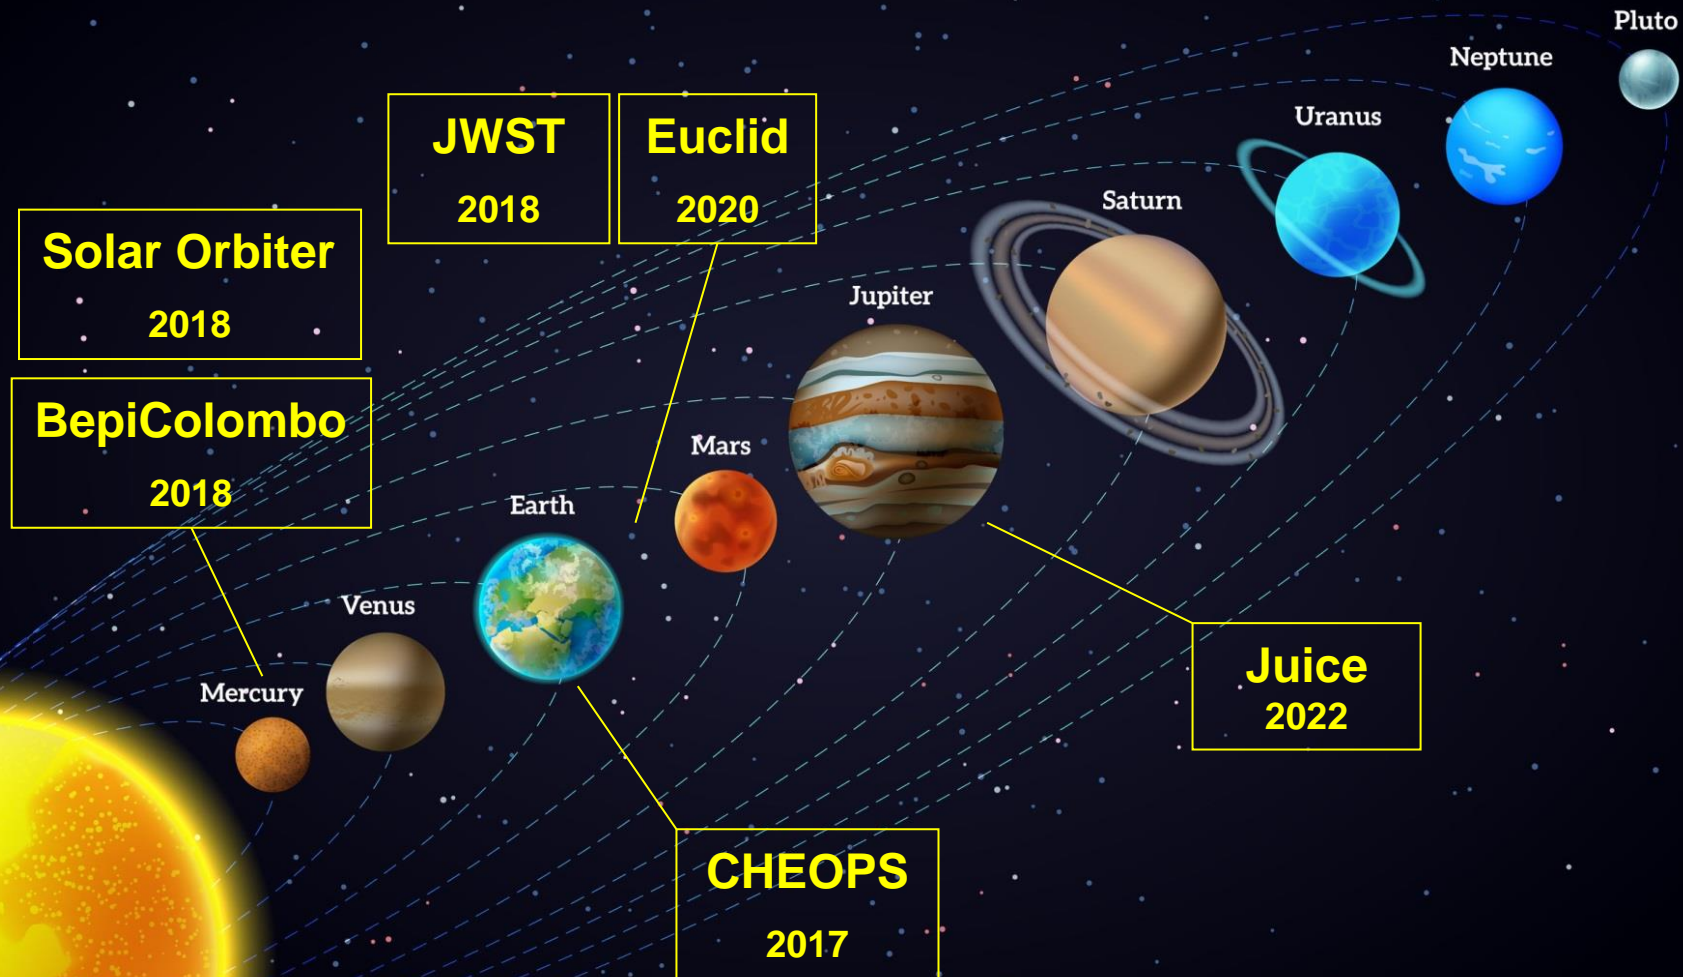 Pluto
Neptune
Uranus
JWST
2018
Euclid
2020
Saturn
Solar Orbiter
2018
Jupiter
BepiColombo
2018
Mars
Earth
Venus
Mercury
Juice
2022
CHEOPS
2017